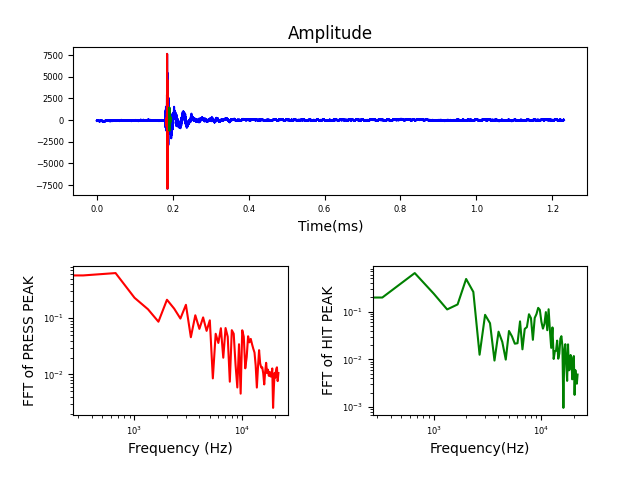 Amplitude
7500
5000
2500
0
−2500
−5000
−7500
0.0 0.2 0.4 0.6 0.8 1.0 1.2
Time(ms)
FFT of PRESS PEAK
10⁻¹
10⁻²
10³ 10⁴
Frequency (Hz)
FFT of HIT PEAK
10⁻¹
10⁻²
10⁻³
10³ 10⁴
Frequency(Hz)